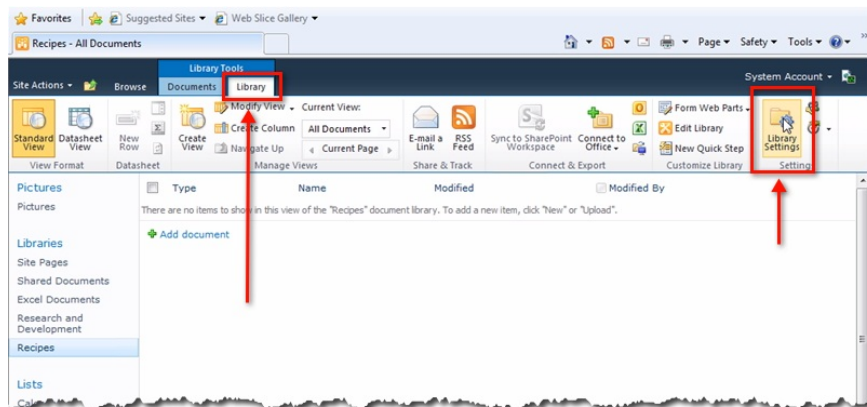 Favorites Suggested Sites Web Slice Gallery
Recipes - All Documents Page Safety Tools
Library Tools System Account
Site Actions Browse Documents Library
Standard View Datasheet View New Row Create View Modify View Create Column Navigate Up Current View: All Documents Current Page E-mail a Link RSS Feed Sync to SharePoint Workspace Connect to Office Form Web Parts Edit Library New Quick Step Library Settings
View Format Datasheet Manage Views Share & Track Connect & Export Customize Library Settings
Pictures Type Name Modified Modified By
Pictures There are no items to show in this view of the "Recipes" document library. To add a new item, click "New" or "Upload".
Add document
Libraries
Site Pages
Shared Documents
Excel Documents
Research and
Development
Recipes
Lists